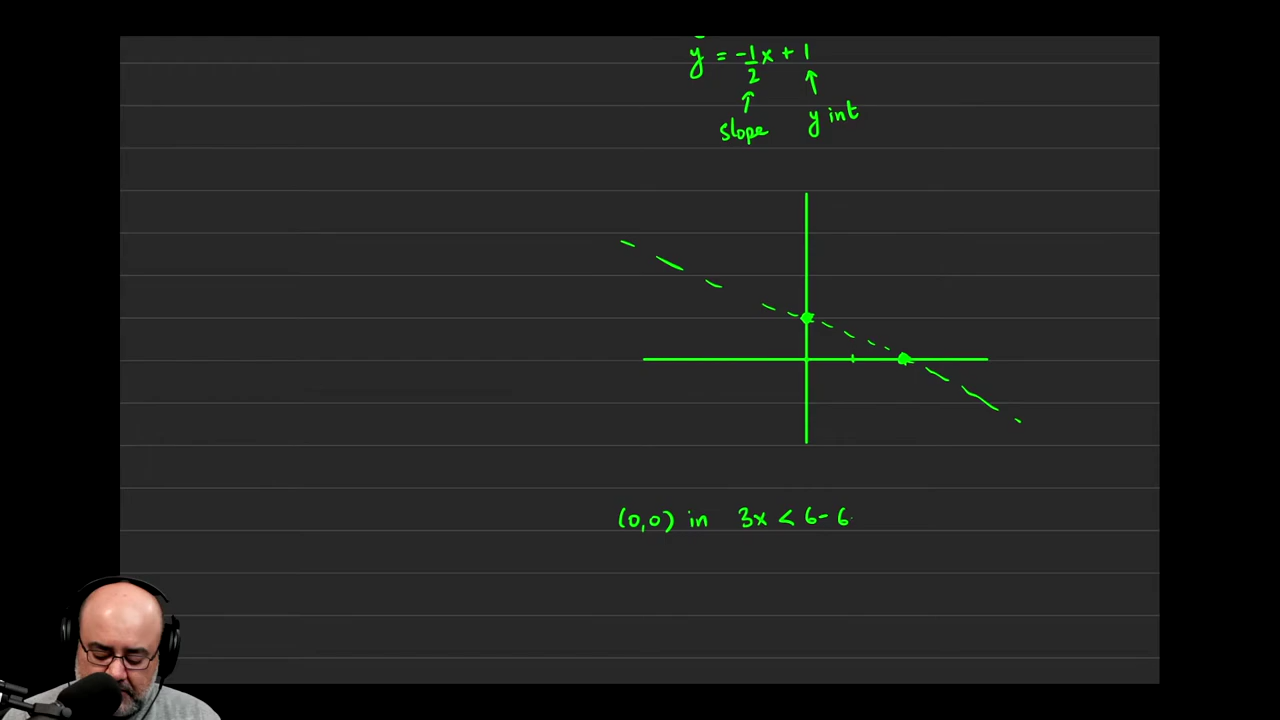 y = -1/2 x + 1
slope y int
(0,0) in 3x < 6-6